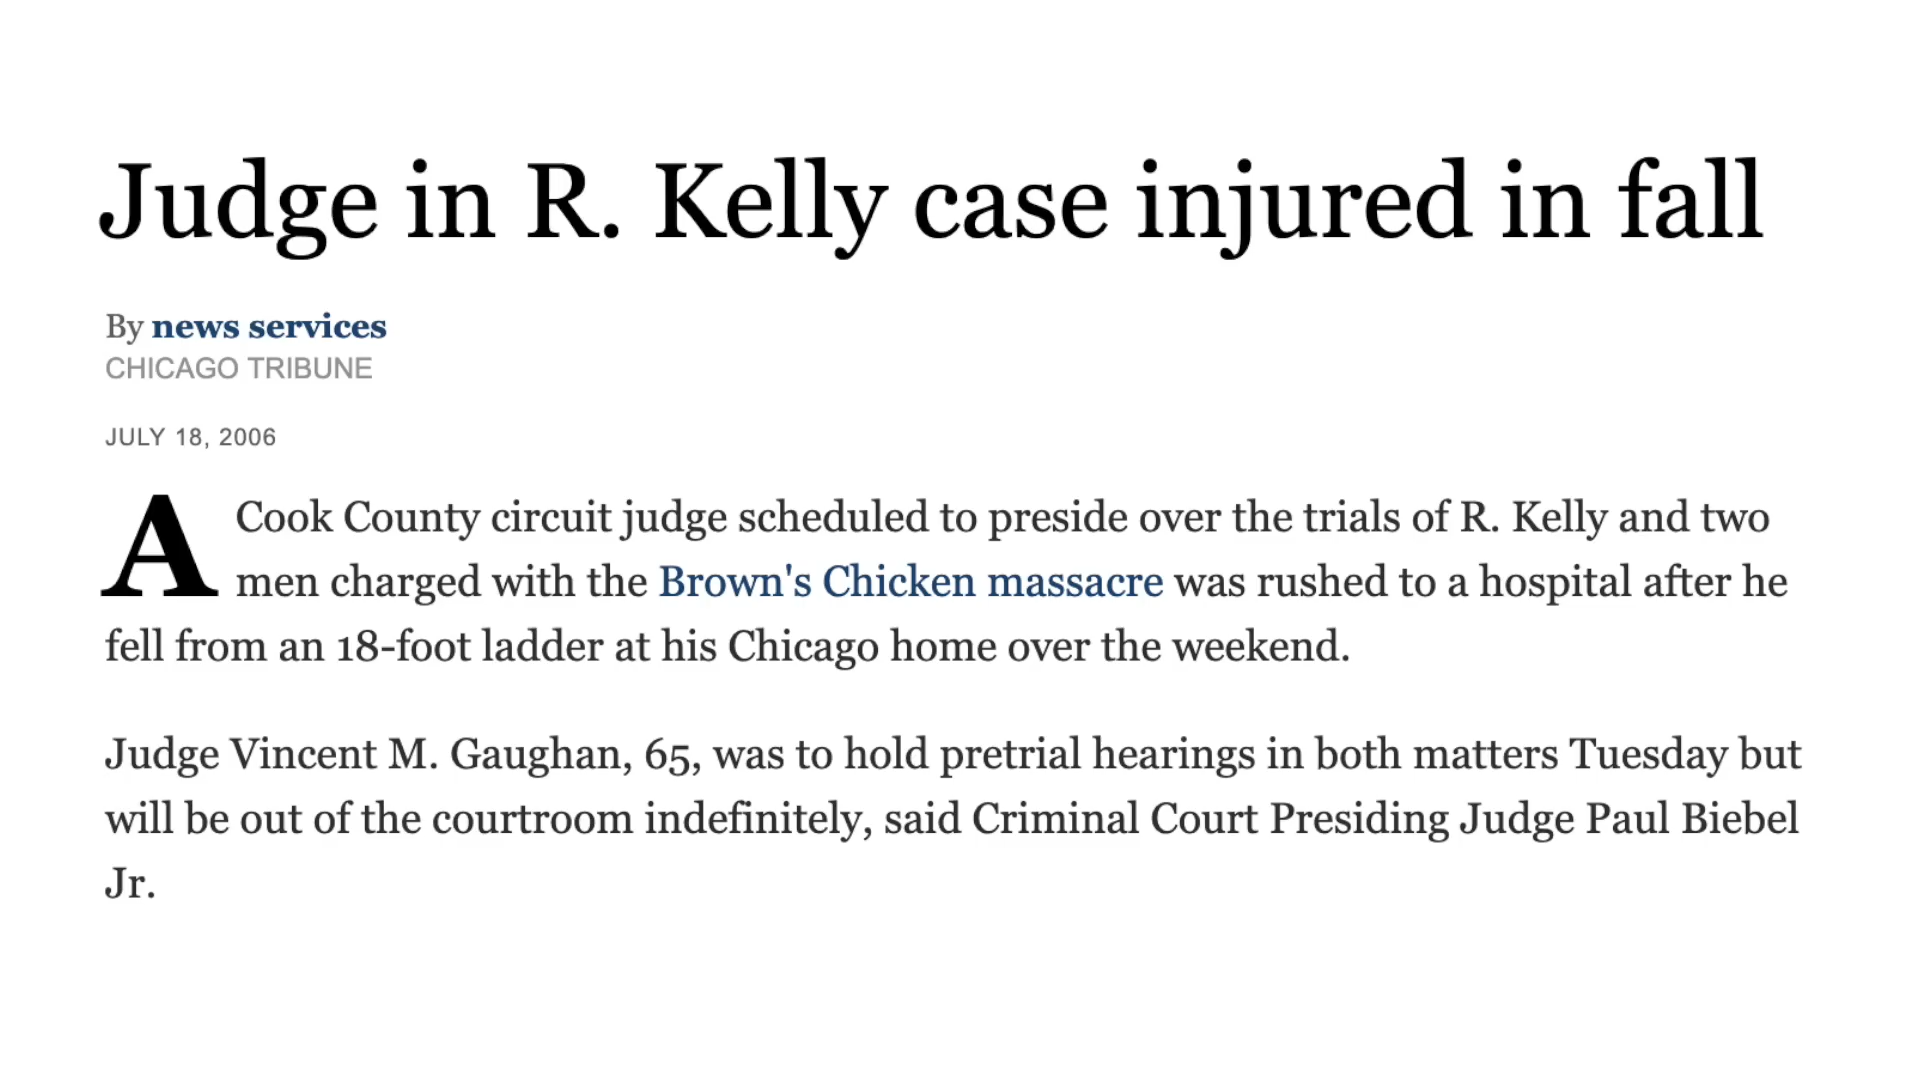 Judge in R. Kelly case injured in fall
By news services
CHICAGO TRIBUNE
JULY 18, 2006
A Cook County circuit judge scheduled to preside over the trials of R. Kelly and two
men charged with the Brown's Chicken massacre was rushed to a hospital after he
fell from an 18-foot ladder at his Chicago home over the weekend.
Judge Vincent M. Gaughan, 65, was to hold pretrial hearings in both matters Tuesday but
will be out of the courtroom indefinitely, said Criminal Court Presiding Judge Paul Biebel
Jr.